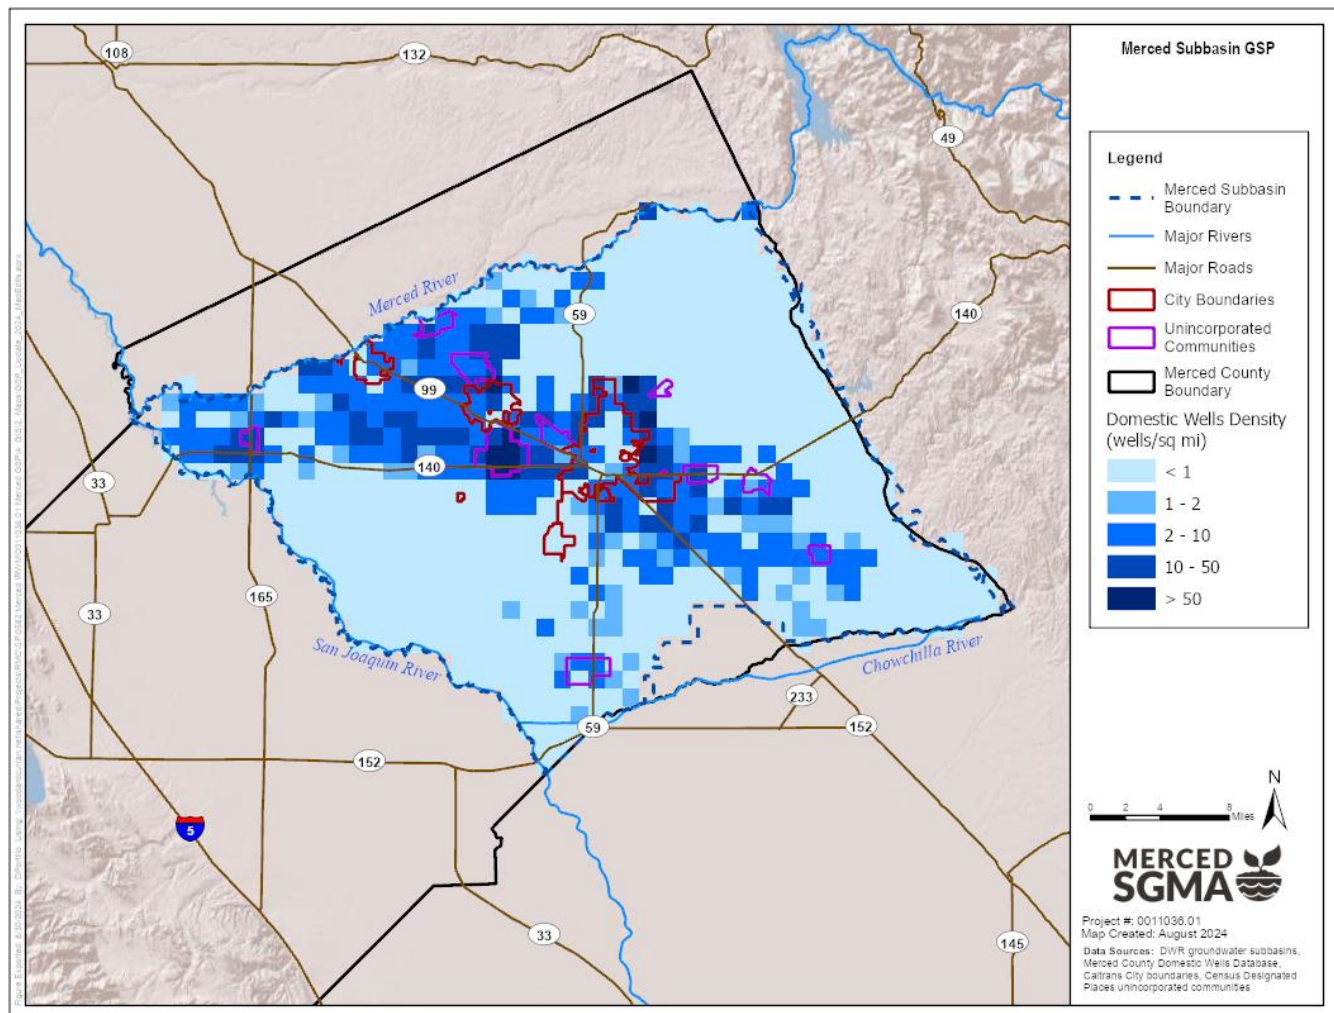 Merced Subbasin GSP
Legend
Merced Subbasin
Boundary
Major Rivers
Major Roads
City Boundaries
Unincorporated
Communities
Merced County
Boundary
Domestic Wells Density
(wells/sq mi)
< 1
1 - 2
2 - 10
10 - 50
> 50
108
132
49
Merced River
59
140
99
140
33
165
33
San Joaquin River
Chowchilla River
233
59
152
152
5
33
145
N
0 2 4 8
Miles
MERCED
SGMA
Project #: 0011036.01
Map Created: August 2024
Data Sources: DWR groundwater subbasins,
Merced County Domestic Wells Database,
Caltrans City boundaries, Census Designated
Places unincorporated communities